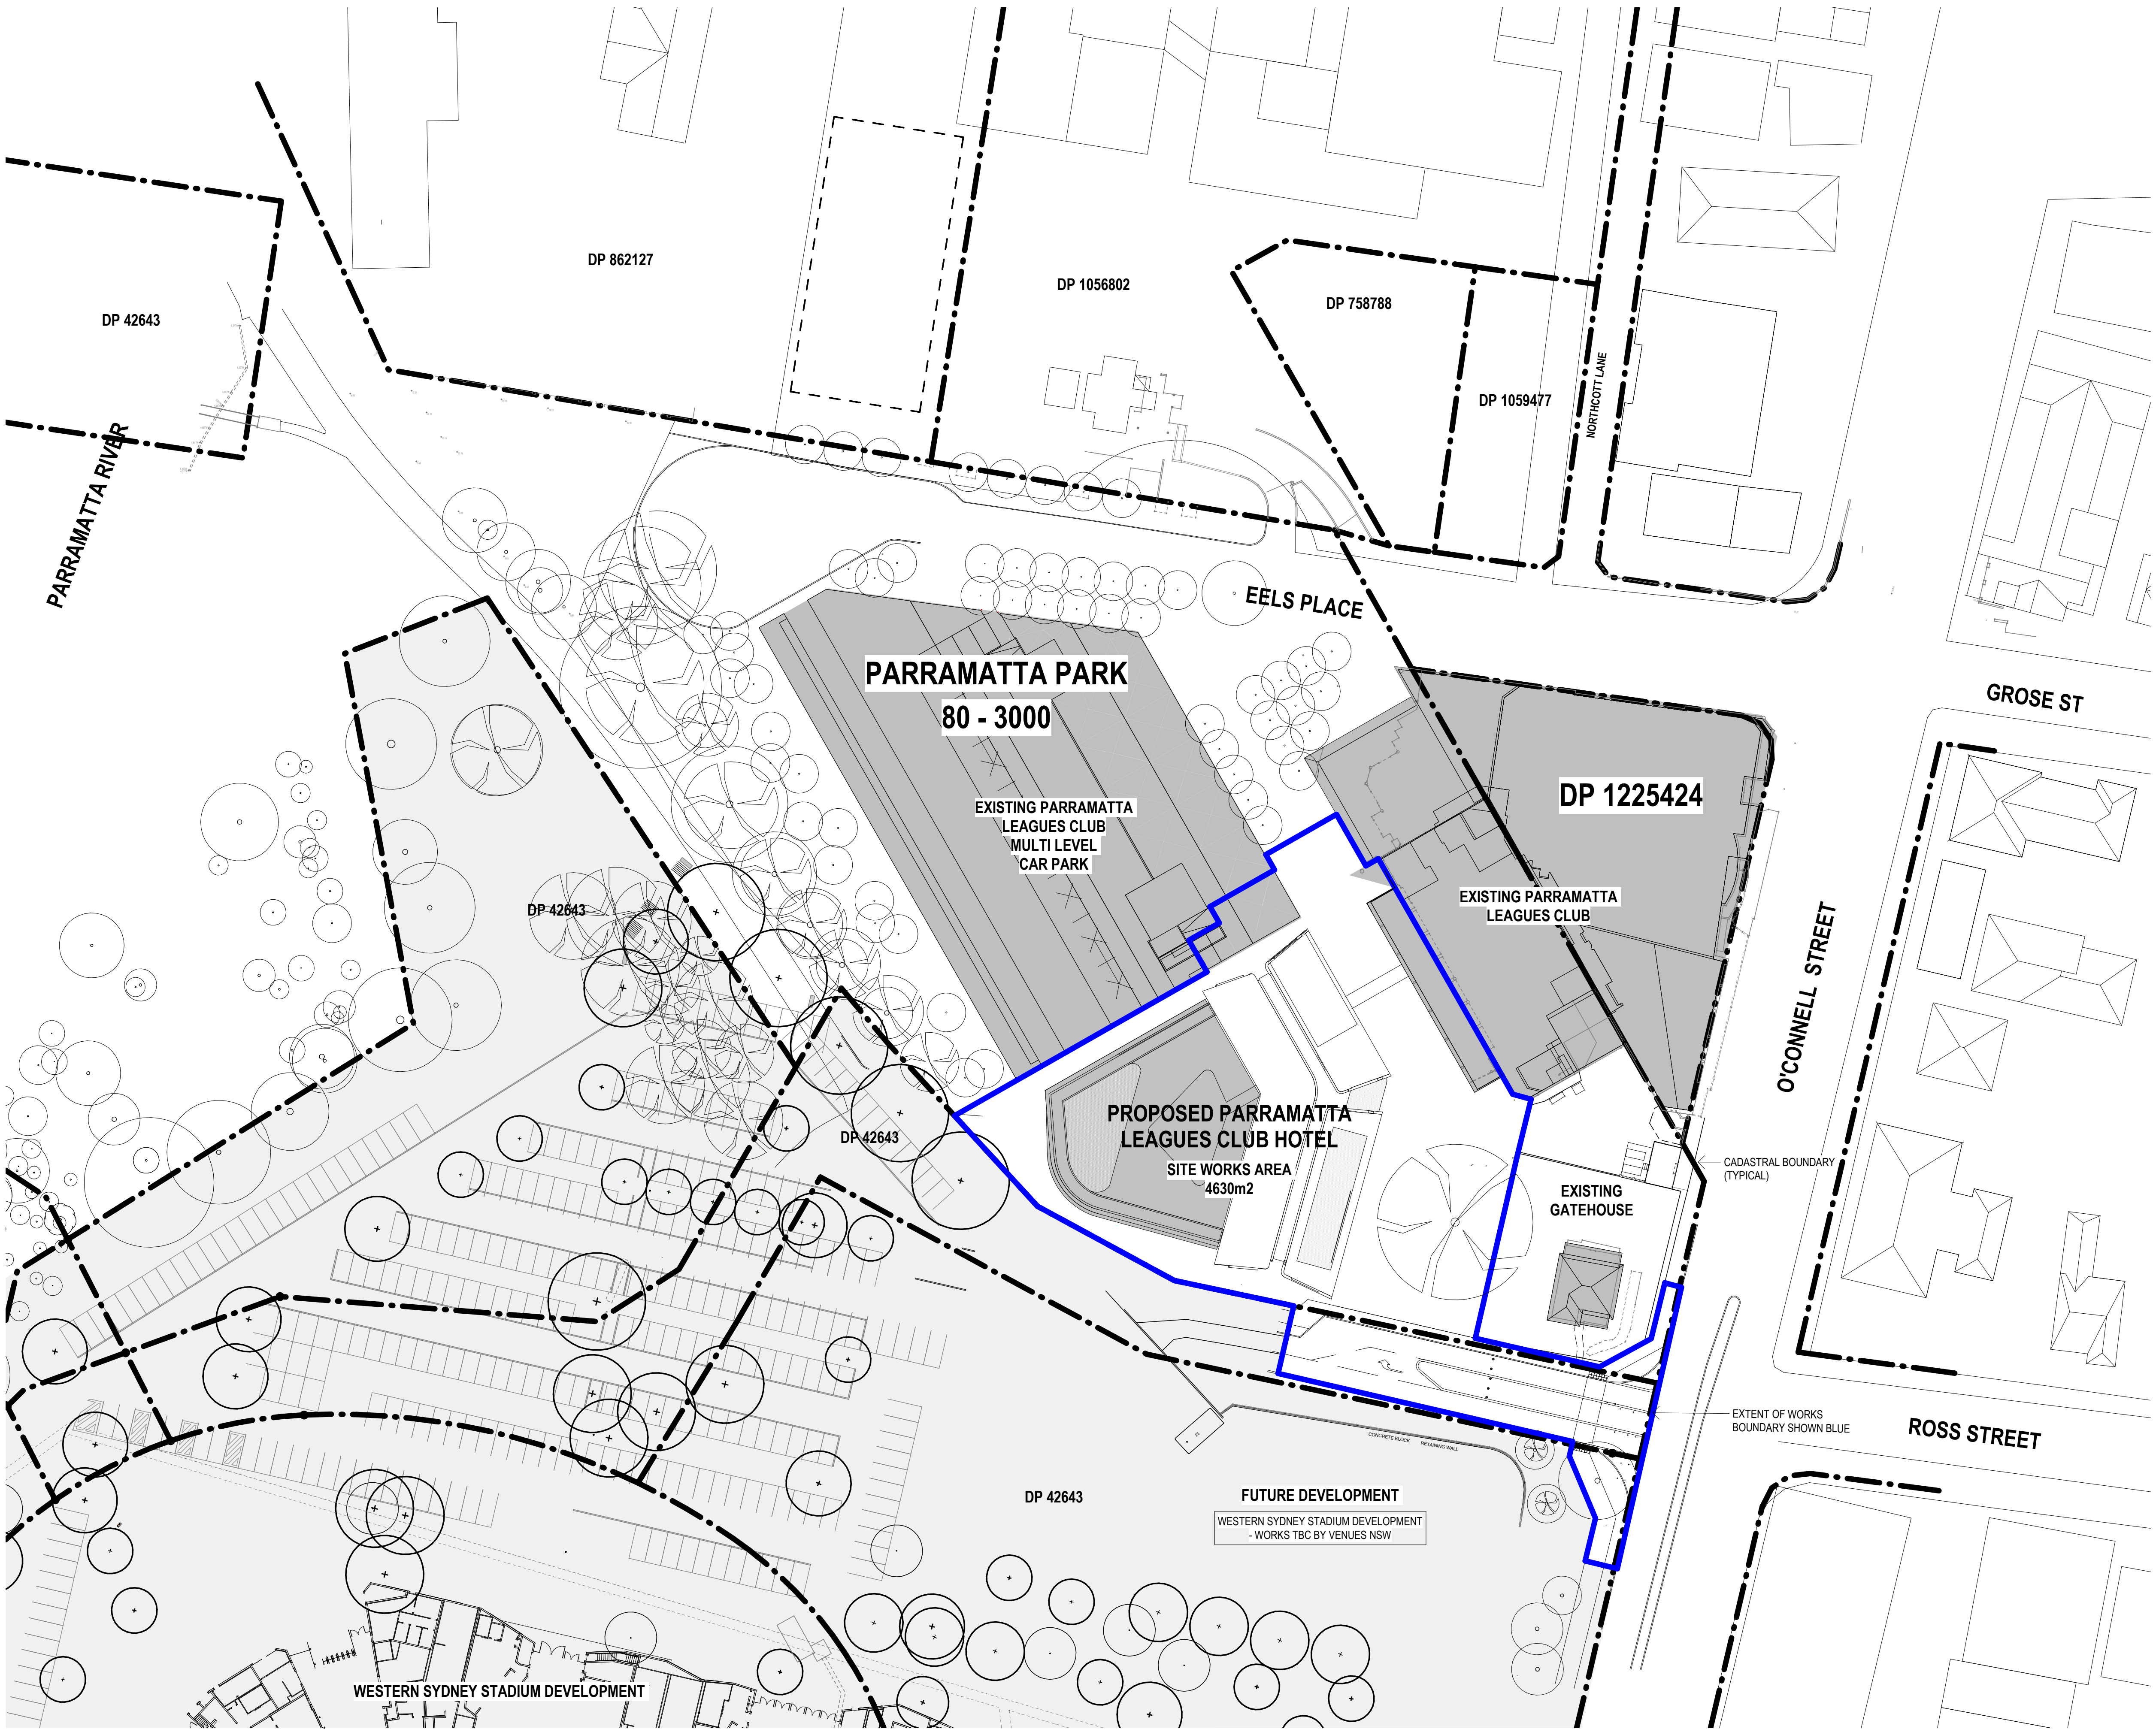 DP 862127
DP 1056802
DP 758788
DP 42643
DP 1059477
NORTHCOTT LANE
PARRAMATTA RIVER
EELS PLACE
PARRAMATTA PARK
80 - 3000
GROSE ST
DP 1225424
EXISTING PARRAMATTA
LEAGUES CLUB
MULTI LEVEL
CAR PARK
EXISTING PARRAMATTA
LEAGUES CLUB
DP 42643
O'CONNELL STREET
PROPOSED PARRAMATTA
LEAGUES CLUB HOTEL
SITE WORKS AREA
4630m2
DP 42643
CADASTRAL BOUNDARY
(TYPICAL)
EXISTING
GATEHOUSE
EXTENT OF WORKS
BOUNDARY SHOWN BLUE
ROSS STREET
CONCRETE BLOCK RETAINING WALL
DP 42643
FUTURE DEVELOPMENT
WESTERN SYDNEY STADIUM DEVELOPMENT
- WORKS TBC BY VENUES NSW
WESTERN SYDNEY STADIUM DEVELOPMENT